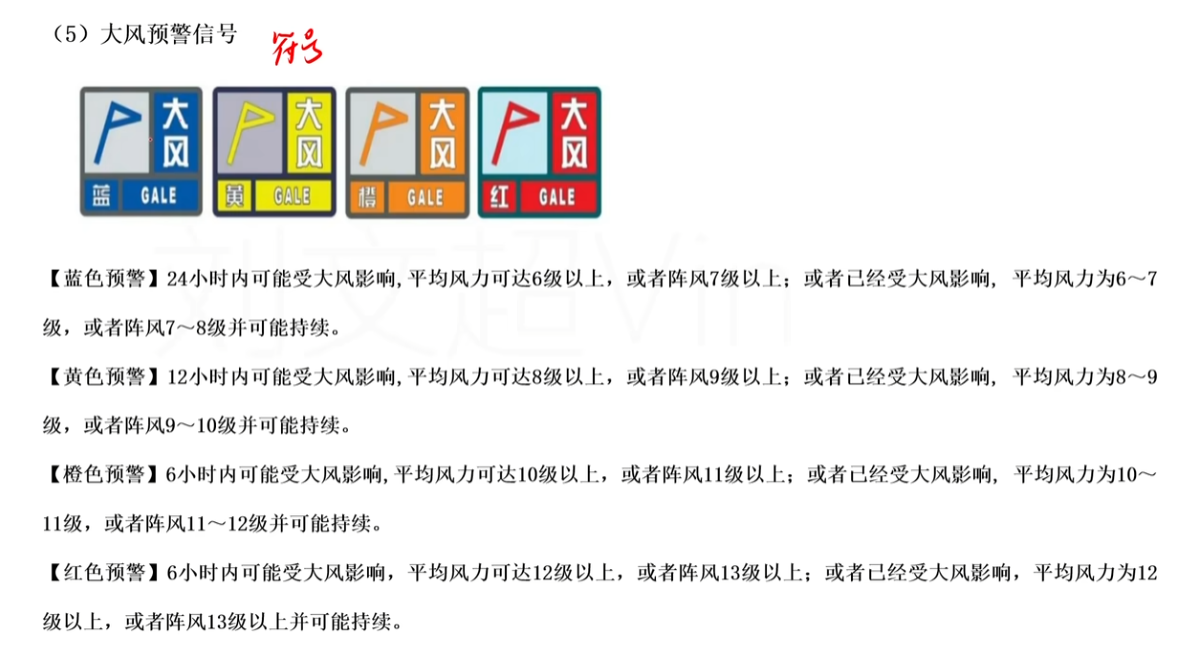 （5）大风预警信号
符号
大风
蓝 GALE
大风
黄 GALE
大风
橙 GALE
大风
红 GALE
刘文超Vin
【蓝色预警】24小时内可能受大风影响,平均风力可达6级以上，或者阵风7级以上；或者已经受大风影响, 平均风力为6～7
级，或者阵风7～8级并可能持续。
【黄色预警】12小时内可能受大风影响,平均风力可达8级以上，或者阵风9级以上；或者已经受大风影响, 平均风力为8～9
级，或者阵风9～10级并可能持续。
【橙色预警】6小时内可能受大风影响,平均风力可达10级以上，或者阵风11级以上；或者已经受大风影响, 平均风力为10～
11级，或者阵风11～12级并可能持续。
【红色预警】6小时内可能受大风影响，平均风力可达12级以上，或者阵风13级以上；或者已经受大风影响，平均风力为12
级以上，或者阵风13级以上并可能持续。